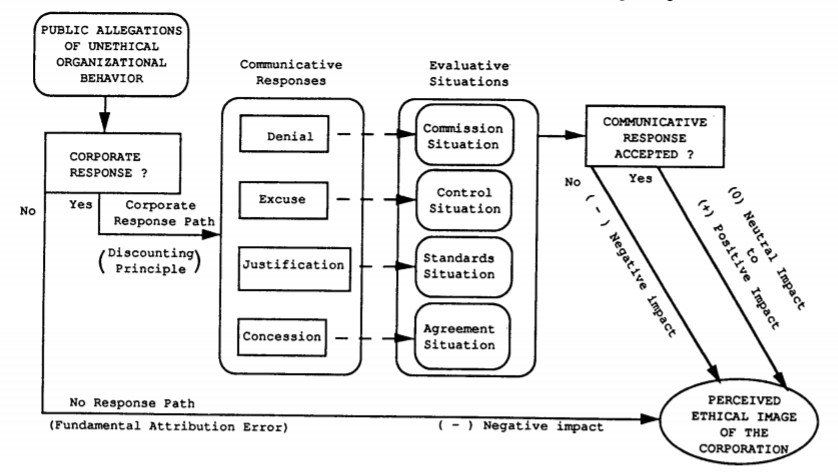 PUBLIC ALLEGATIONS
OF UNETHICAL
ORGANIZATIONAL
BEHAVIOR
CORPORATE
RESPONSE ?
No
Yes
Corporate
Response Path
(Discounting
Principle)
Communicative
Responses
Denial
Excuse
Justification
Concession
Evaluative
Situations
Commission
Situation
Control
Situation
Standards
Situation
Agreement
Situation
COMMUNICATIVE
RESPONSE
ACCEPTED ?
No
Yes
( - ) Negative impact
(0) Neutral Impact
to
(+) Positive Impact
No Response Path
(Fundamental Attribution Error)
( - ) Negative impact
PERCEIVED
ETHICAL IMAGE
OF THE
CORPORATION